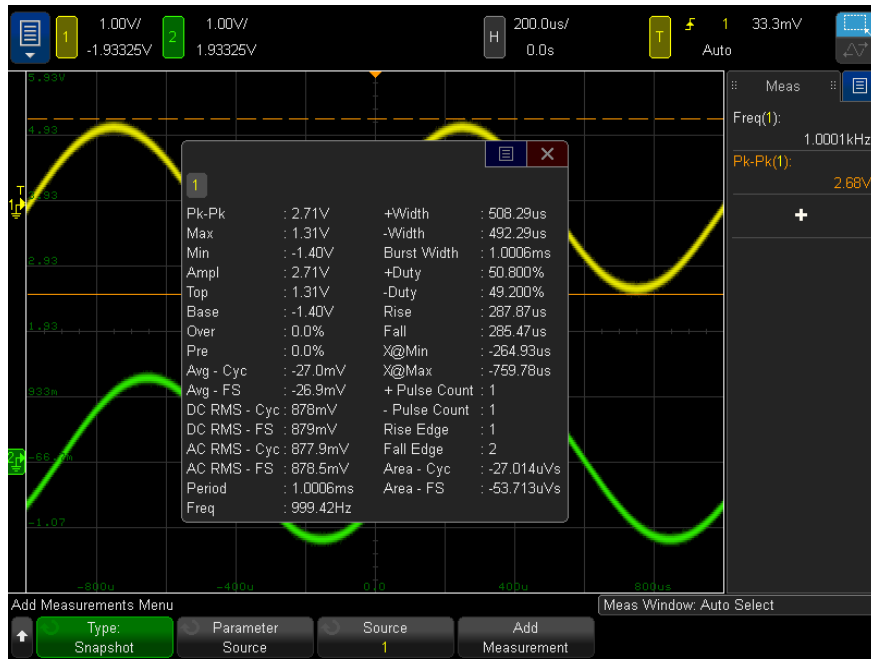 1 1.00V/ 2 1.00V/ H 200.0us/ T 1 33.3mV
-1.93325V 1.93325V 0.0s Auto
5.93V
4.93
3.93
2.93
1.93
933m
-1.07
-800u -400u 0.0 400u 800us
T
1
2
Meas
Freq(1):
1.0001kHz
Pk-Pk(1):
2.68V
+
1
Pk-Pk : 2.71V +Width : 508.29us
Max : 1.31V -Width : 492.29us
Min : -1.40V Burst Width : 1.0006ms
Ampl : 2.71V +Duty : 50.800%
Top : 1.31V -Duty : 49.200%
Base : -1.40V Rise : 287.87us
Over : 0.0% Fall : 285.47us
Pre : 0.0% X@Min : -264.93us
Avg - Cyc : -27.0mV X@Max : -759.78us
Avg - FS : -26.9mV + Pulse Count : 1
DC RMS - Cyc : 878mV - Pulse Count : 1
DC RMS - FS : 879mV Rise Edge : 1
AC RMS - Cyc : 877.9mV Fall Edge : 2
AC RMS - FS : 878.5mV Area - Cyc : -27.014uVs
Period : 1.0006ms Area - FS : -53.713uVs
Freq : 999.42Hz
Add Measurements Menu
Meas Window: Auto Select
Type: Parameter Source Add
Snapshot Source 1 Measurement